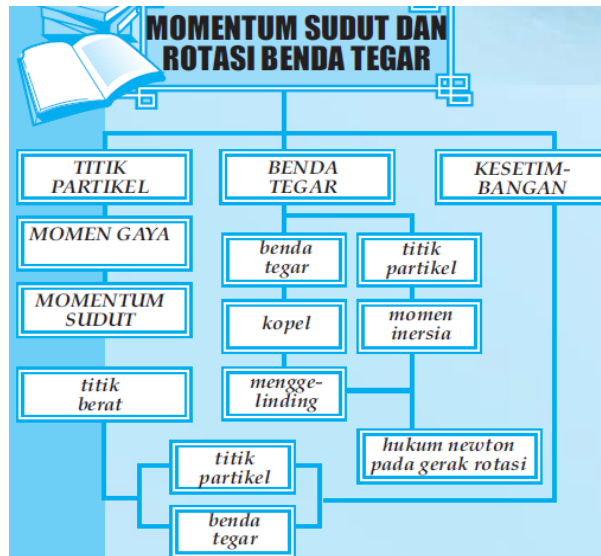 MOMENTUM SUDUT DAN
ROTASI BENDA TEGAR
TITIK
PARTIKEL
BENDA
TEGAR
KESETIM-
BANGAN
MOMEN GAYA
benda
tegar
titik
partikel
MOMENTUM
SUDUT
kopel
momen
inersia
titik
berat
mengge-
linding
hukum newton
pada gerak rotasi
titik
partikel
benda
tegar